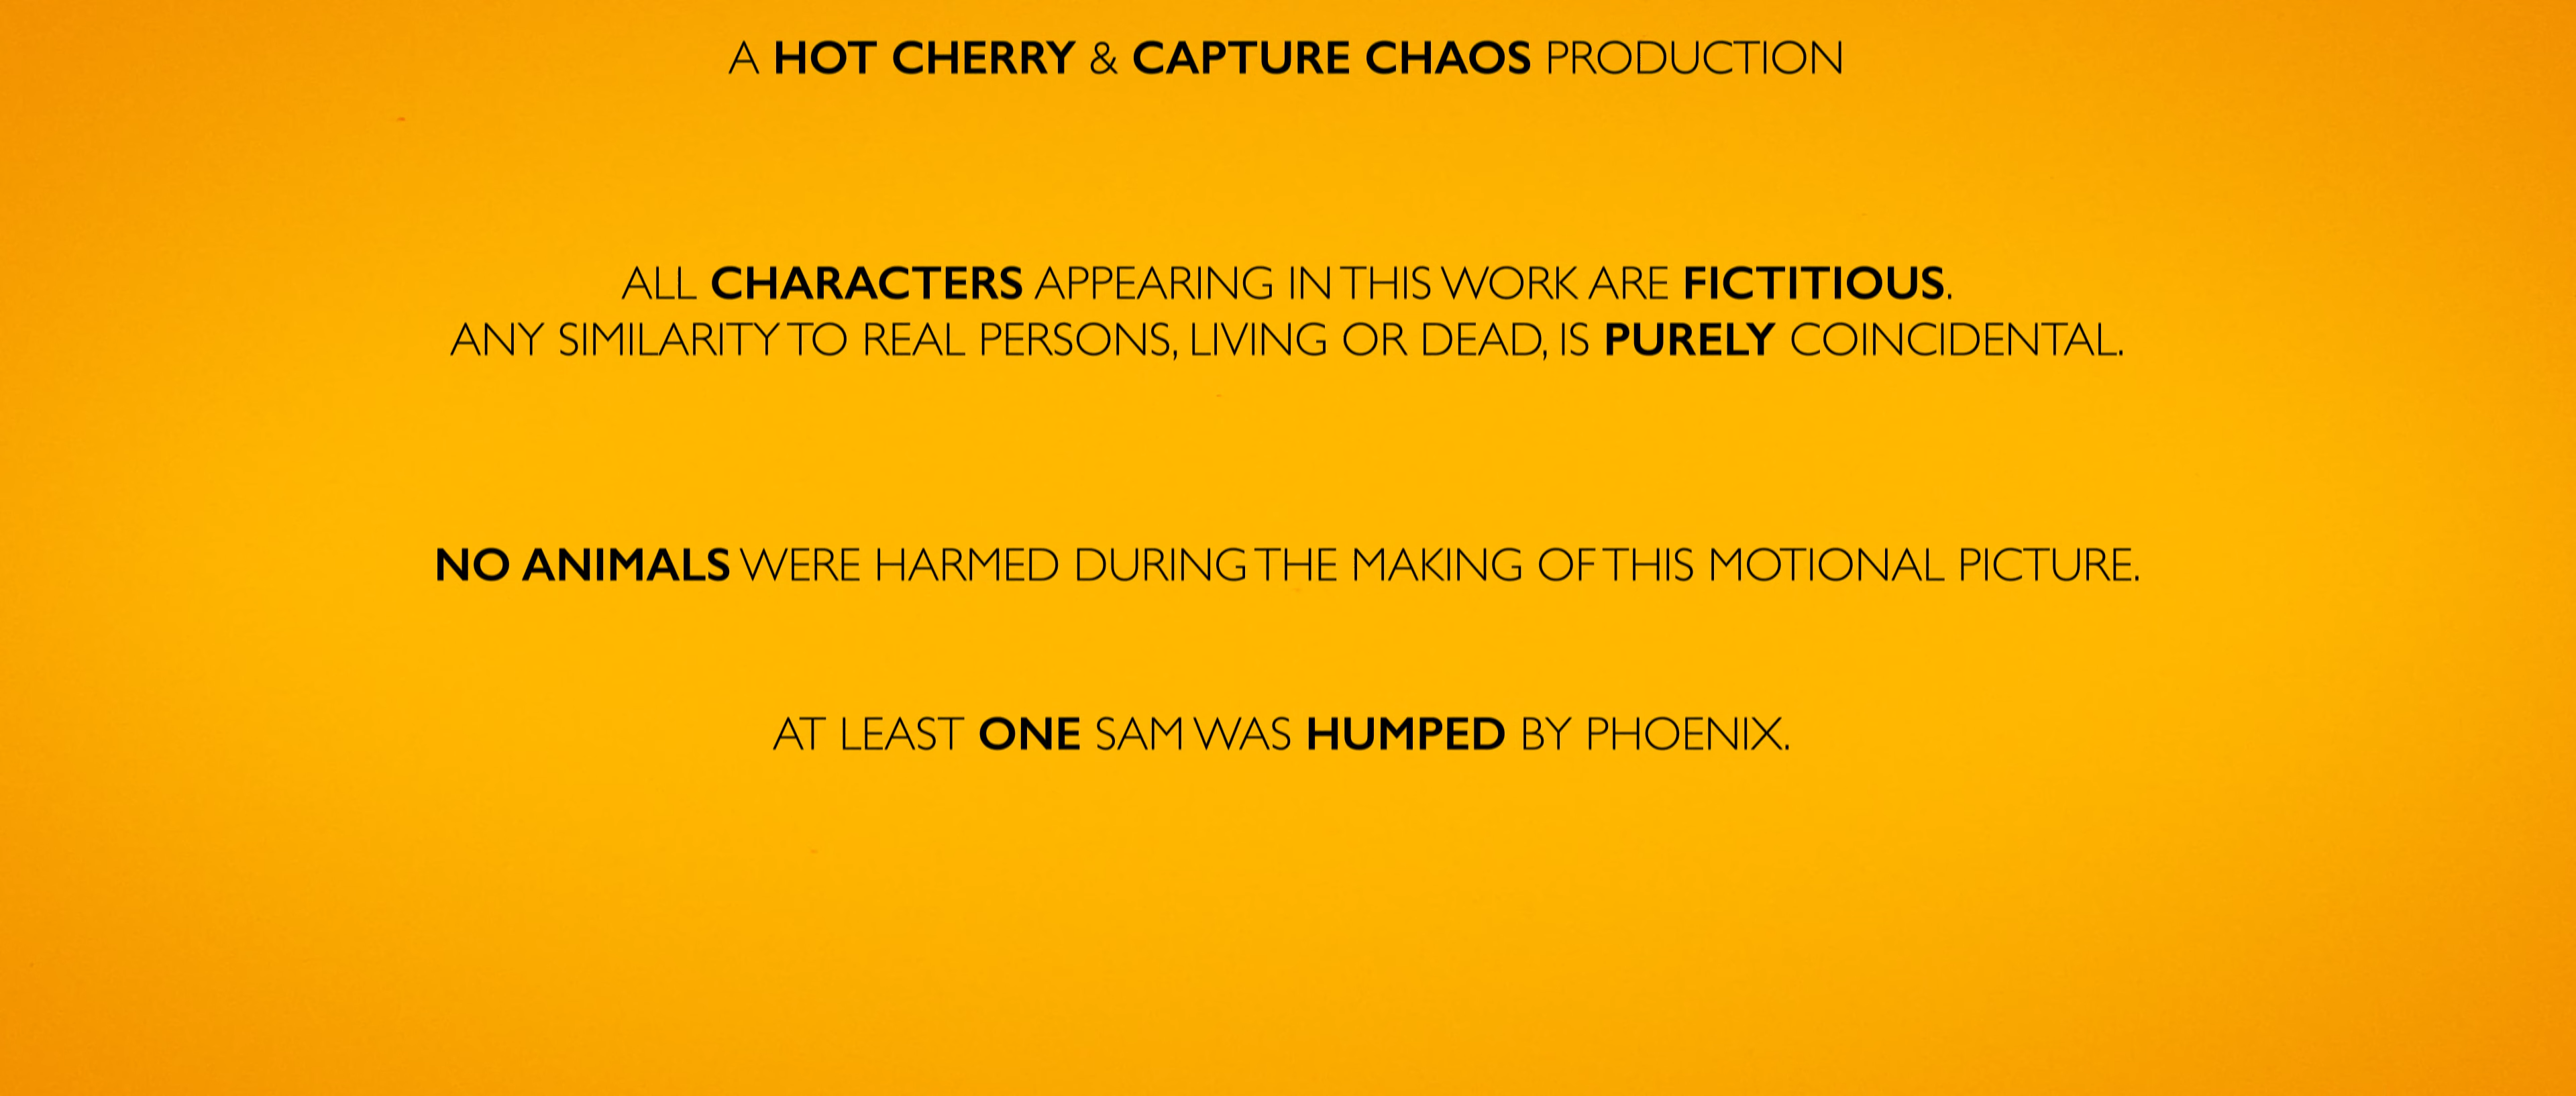 A HOT CHERRY & CAPTURE CHAOS PRODUCTION
ALL CHARACTERS APPEARING IN THIS WORK ARE FICTITIOUS.
ANY SIMILARITY TO REAL PERSONS, LIVING OR DEAD, IS PURELY COINCIDENTAL.
NO ANIMALS WERE HARMED DURING THE MAKING OF THIS MOTIONAL PICTURE.
AT LEAST ONE SAM WAS HUMPED BY PHOENIX.